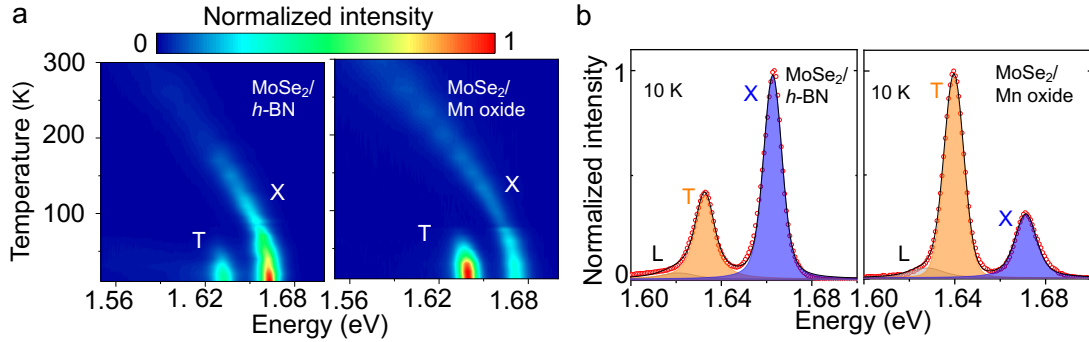 a
Normalized intensity
0
1
Temperature (K)
300
200
100
MoSe₂/
h-BN
X
T
1.56
1.62
1.68
MoSe₂/
Mn oxide
X
T
1.56
1.62
1.68
Energy (eV)
b
Normalized intensity
1
0
10 K
MoSe₂/
h-BN
X
T
L
1.60
1.64
1.68
10 K
MoSe₂/
Mn oxide
T
X
L
1.60
1.64
1.68
Energy (eV)